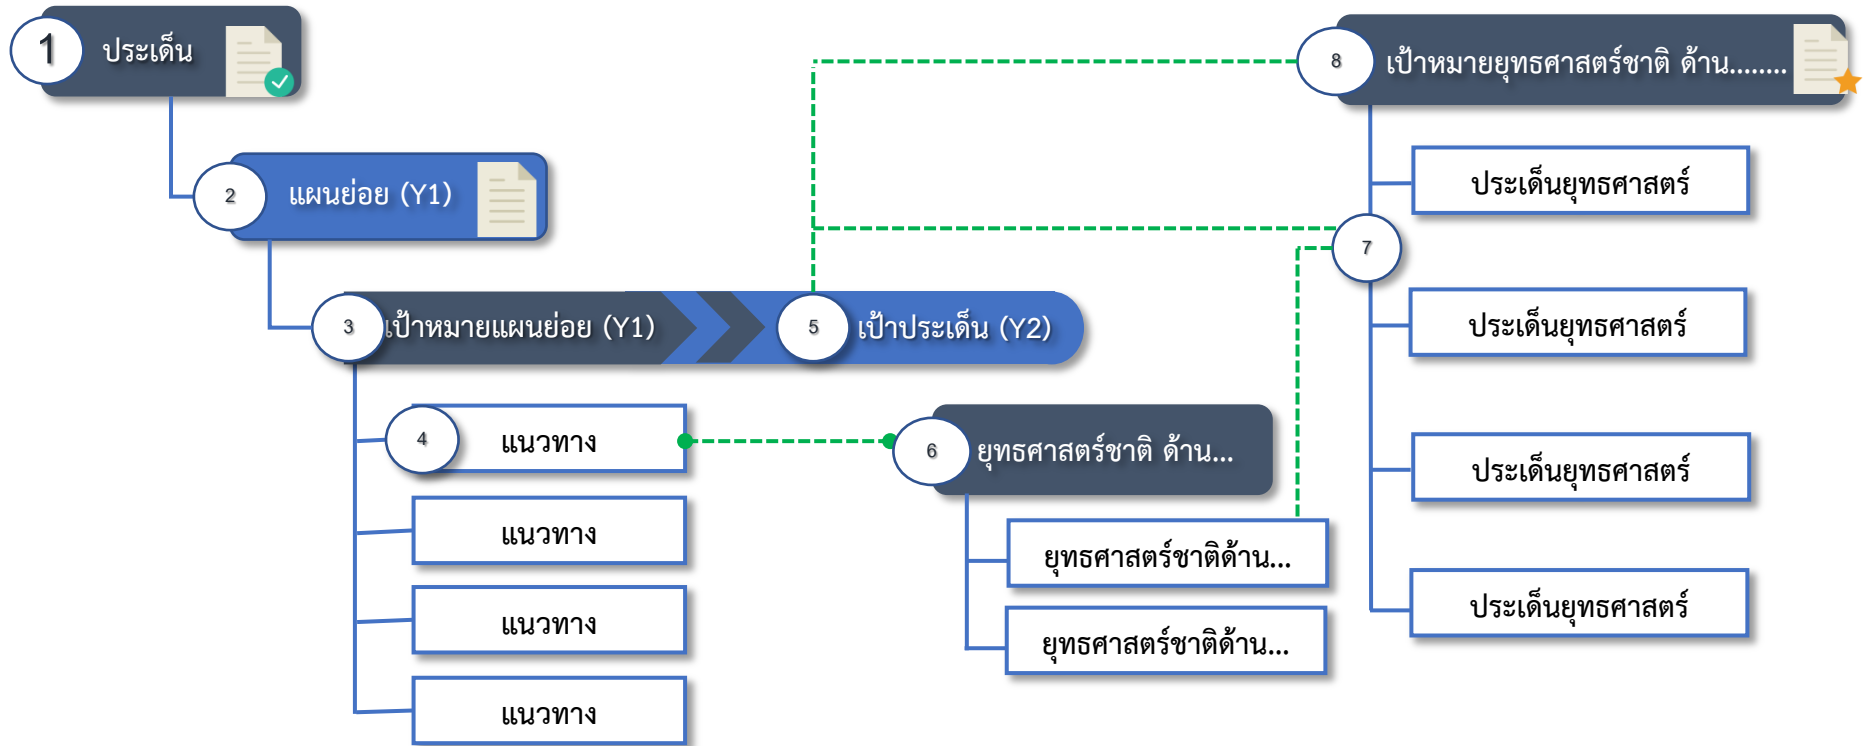 1 ประเด็น
2 แผนย่อย (Y1)
3 เป้าหมายแผนย่อย (Y1)
5 เป้าประเด็น (Y2)
4 แนวทาง
แนวทาง
แนวทาง
แนวทาง
6 ยุทธศาสตร์ชาติ ด้าน...
ยุทธศาสตร์ชาติด้าน...
ยุทธศาสตร์ชาติด้าน...
8 เป้าหมายยุทธศาสตร์ชาติ ด้าน........
ประเด็นยุทธศาสตร์
7
ประเด็นยุทธศาสตร์
ประเด็นยุทธศาสตร์
ประเด็นยุทธศาสตร์